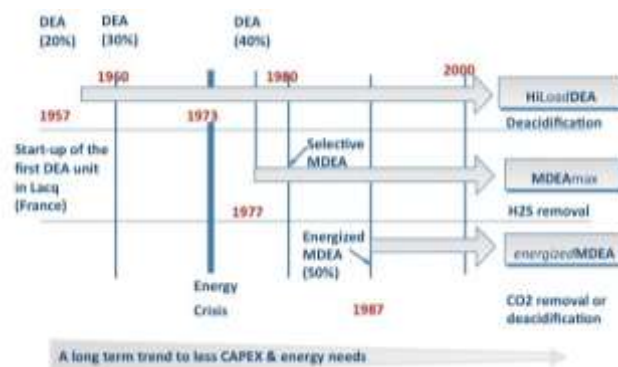 DEA
(20%)
DEA
(30%)
DEA
(40%)
1960
1980
2000
HiLoadDEA
1957
1973
Deacidification
Start-up of the
first DEA unit
in Lacq
(France)
Selective
MDEA
MDEAmax
1977
H2S removal
Energized
MDEA
(50%)
energizedMDEA
Energy
Crisis
1987
CO2 removal or
deacidification
A long term trend to less CAPEX & energy needs